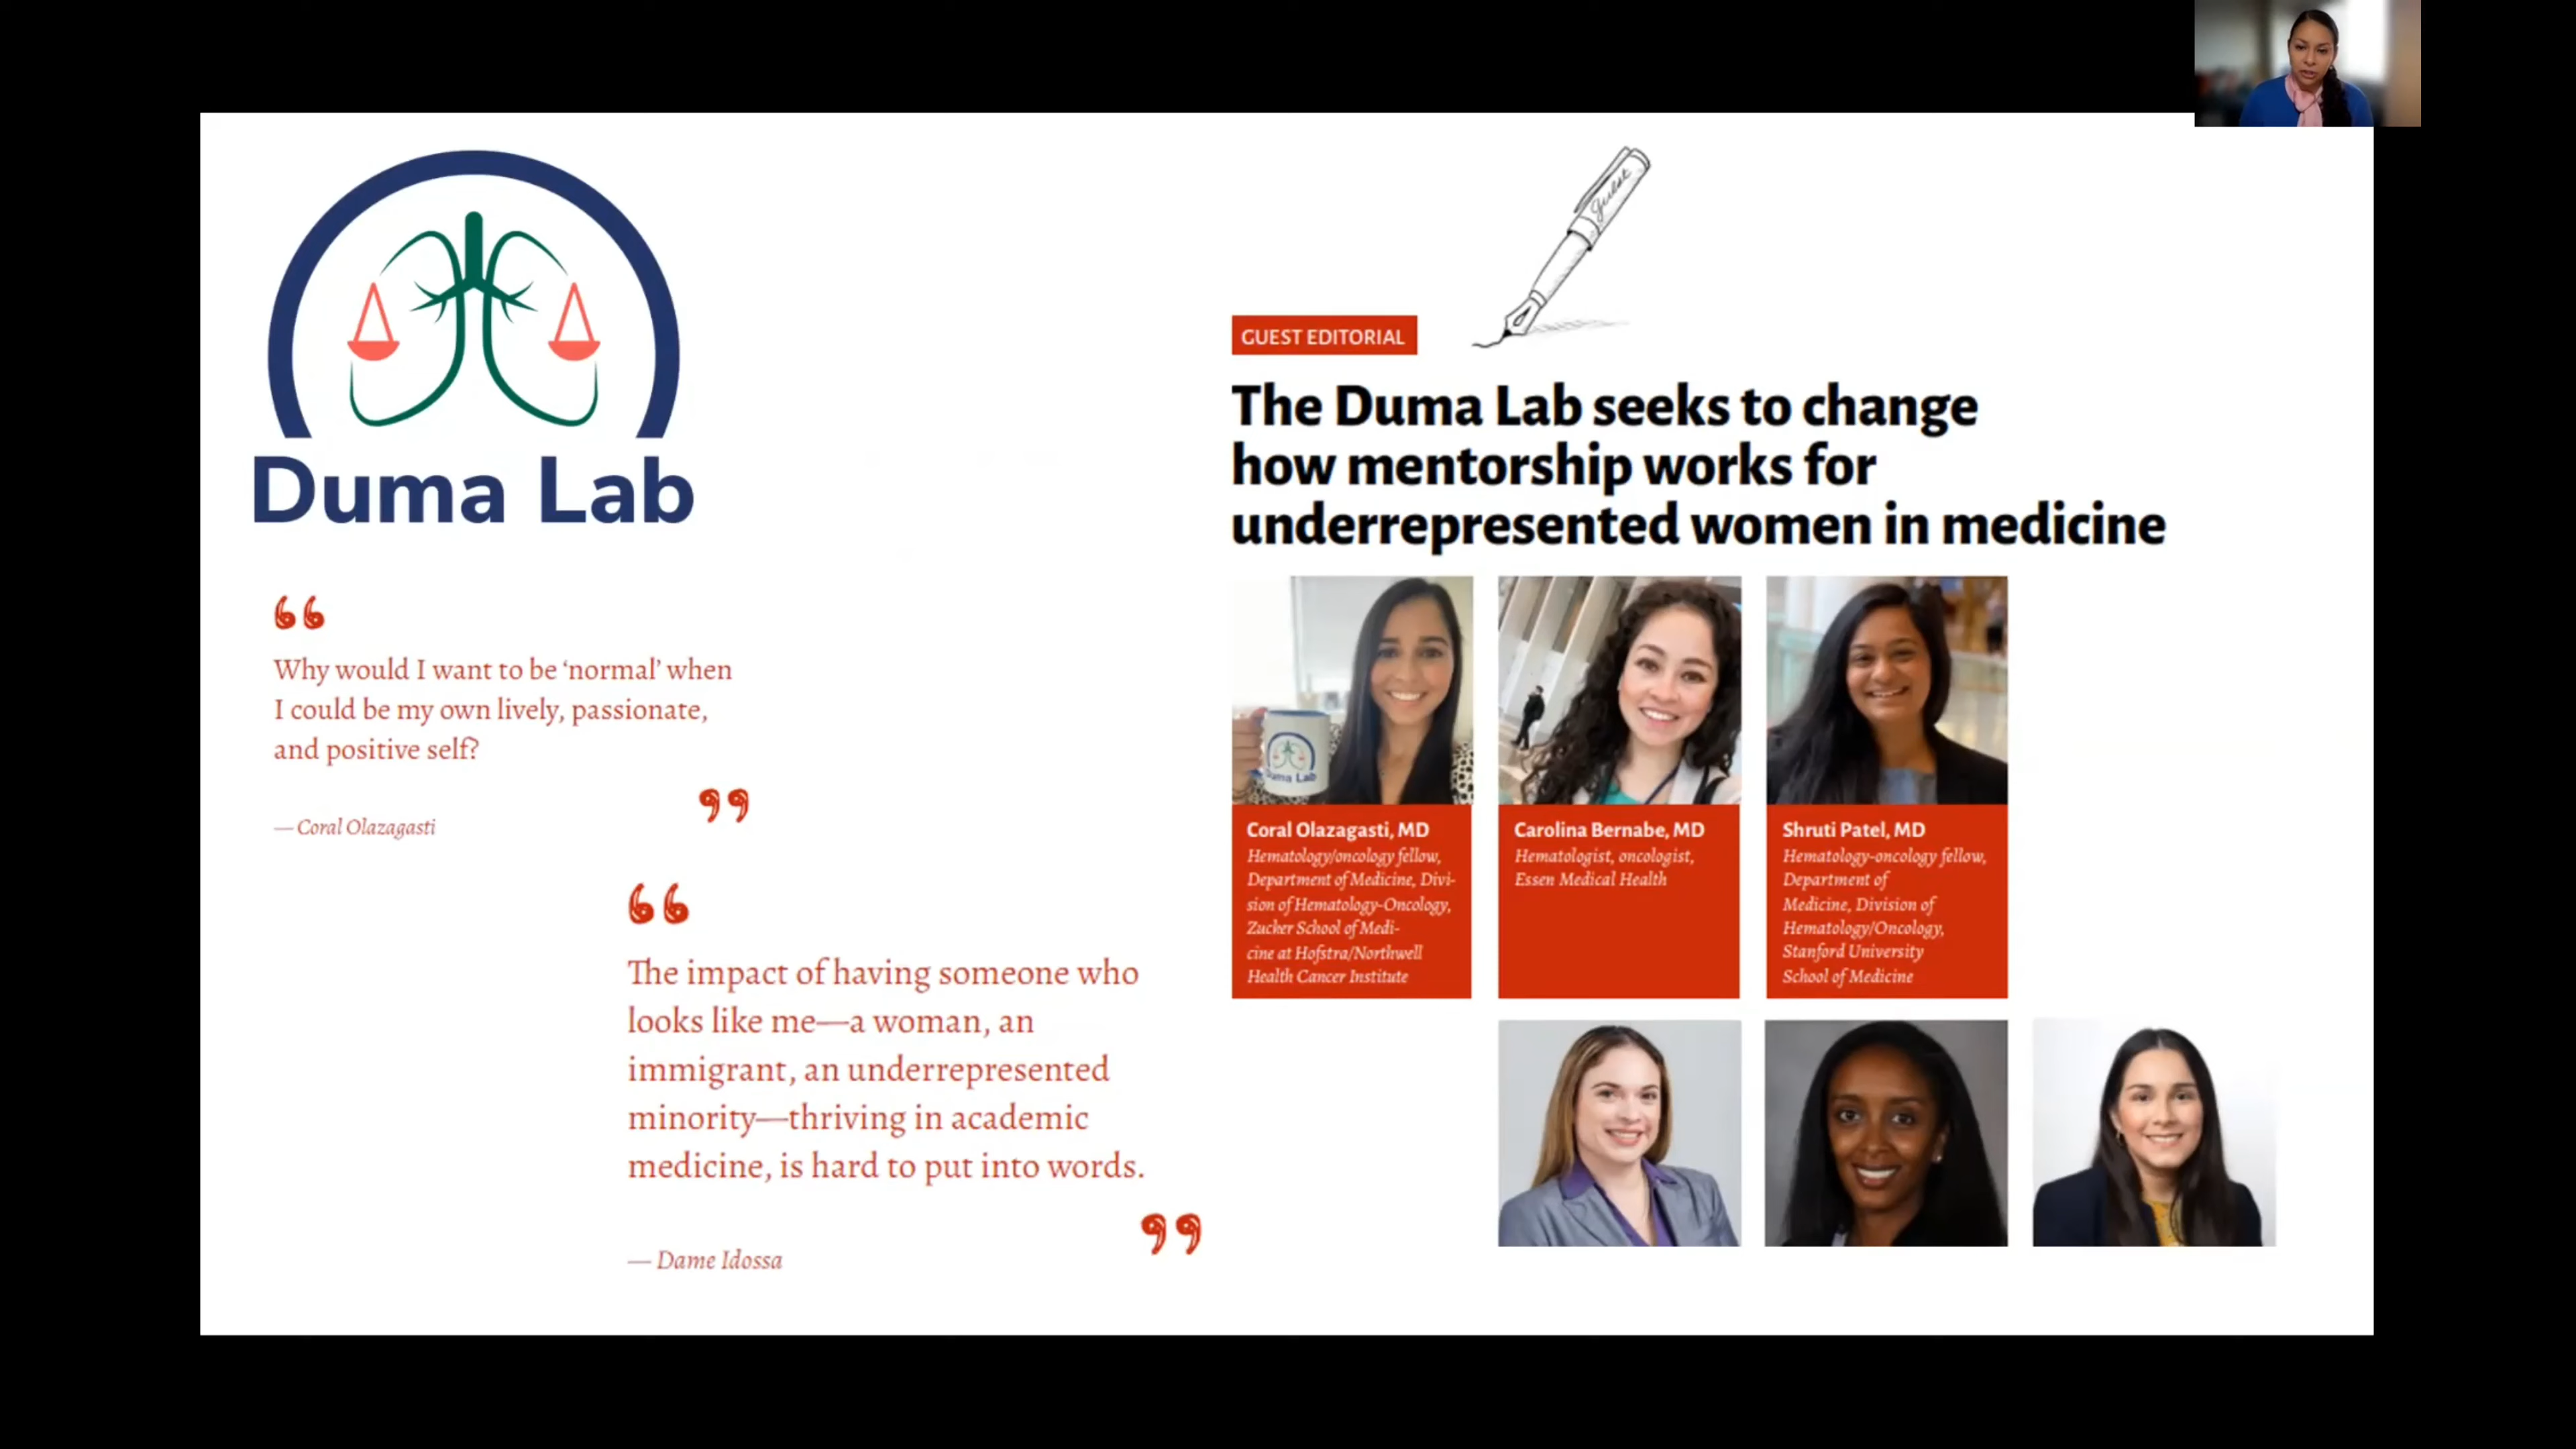 Duma Lab
“
Why would I want to be ‘normal’ when
I could be my own lively, passionate,
and positive self?
”
— Coral Olazagasti
“
The impact of having someone who
looks like me—a woman, an
immigrant, an underrepresented
minority—thriving in academic
medicine, is hard to put into words.
”
— Dame Idossa
Guest
GUEST EDITORIAL
The Duma Lab seeks to change
how mentorship works for
underrepresented women in medicine
Duma Lab
Coral Olazagasti, MD
Hematology/oncology fellow,
Department of Medicine, Divi-
sion of Hematology-Oncology,
Zucker School of Medi-
cine at Hofstra/Northwell
Health Cancer Institute
Carolina Bernabe, MD
Hematologist, oncologist,
Essen Medical Health
Shruti Patel, MD
Hematology-oncology fellow,
Department of
Medicine, Division of
Hematology/Oncology,
Stanford University
School of Medicine